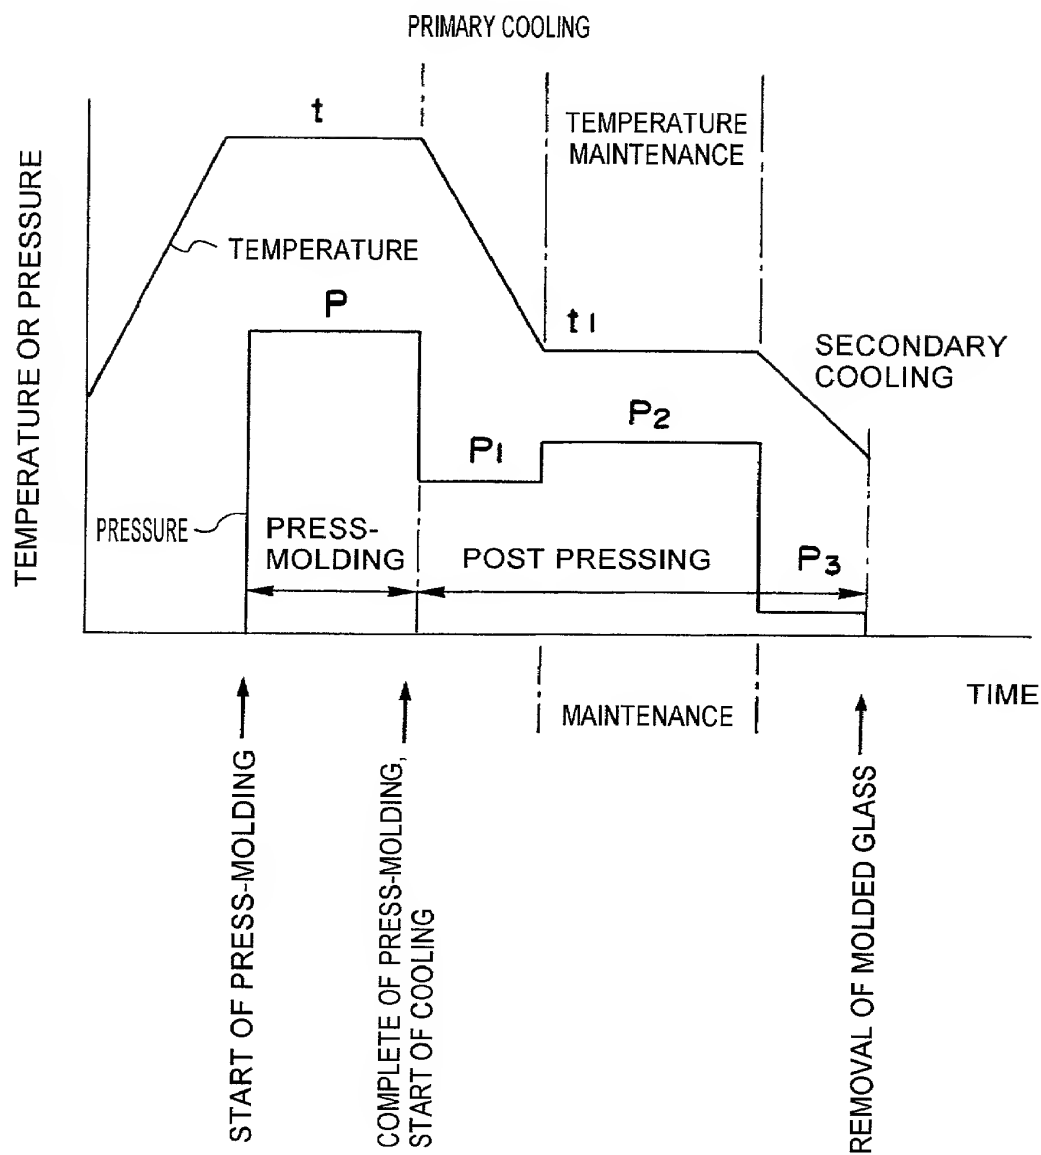 PRIMARY COOLING
t
TEMPERATURE
MAINTENANCE
TEMPERATURE OR PRESSURE
TEMPERATURE
P
t1
SECONDARY
COOLING
P2
P1
PRESSURE
PRESS-
MOLDING
POST PRESSING
P3
TIME
MAINTENANCE
START OF PRESS-MOLDING
COMPLETE OF PRESS-MOLDING,
START OF COOLING
REMOVAL OF MOLDED GLASS